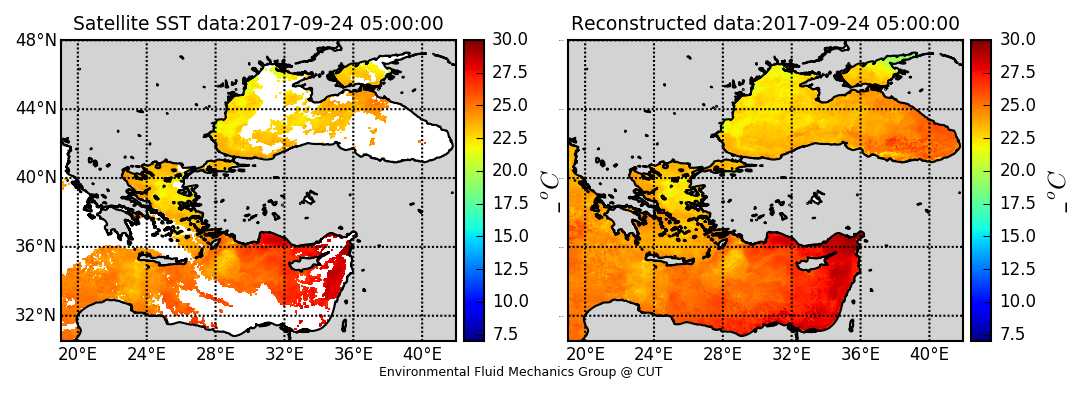 Satellite SST data:2017-09-24 05:00:00
Reconstructed data:2017-09-24 05:00:00
48°N
44°N
40°N
36°N
32°N
20°E 24°E 28°E 32°E 36°E 40°E
30.0
27.5
25.0
22.5
20.0
17.5
15.0
12.5
10.0
7.5
20°E 24°E 28°E 32°E 36°E 40°E
30.0
27.5
25.0
22.5
20.0
17.5
15.0
12.5
10.0
7.5
_ °C
_ °C
Environmental Fluid Mechanics Group @ CUT